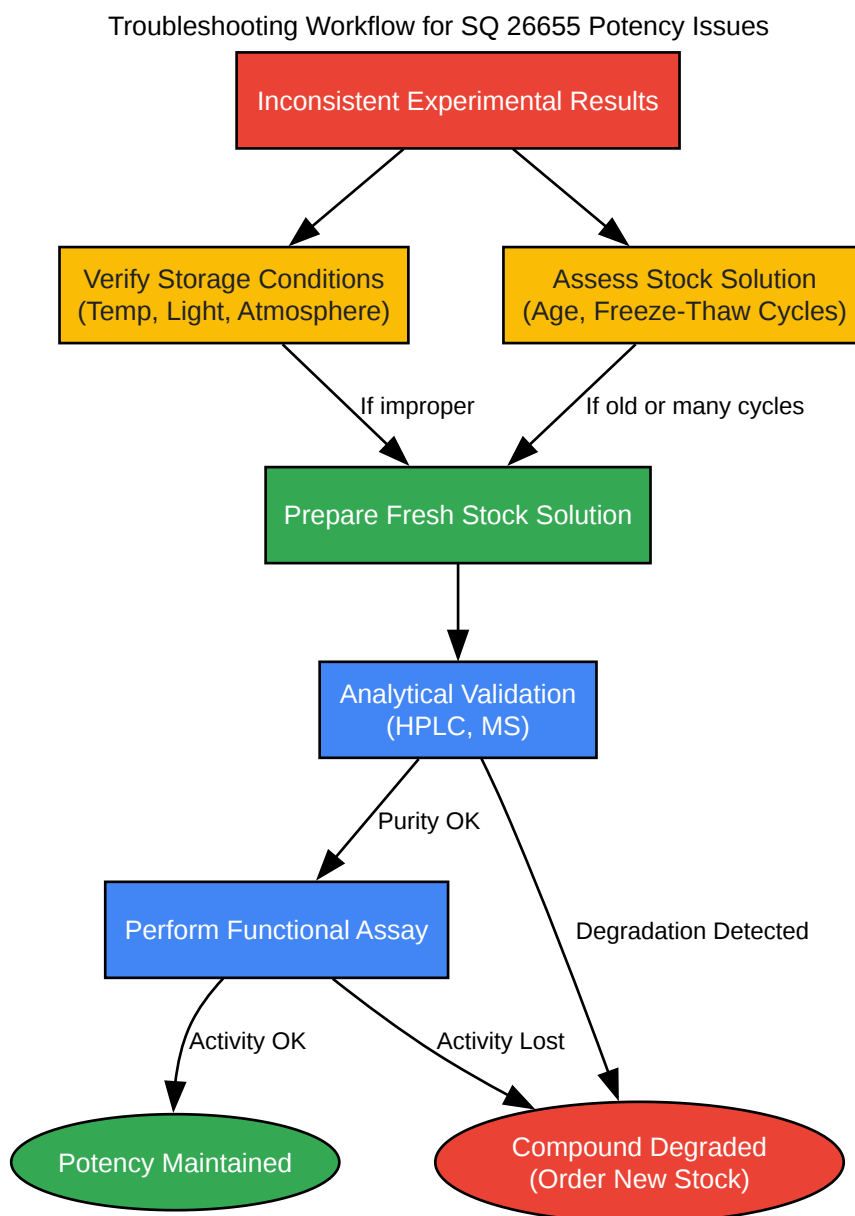 Troubleshooting Workflow for SQ 26655 Potency Issues
Inconsistent Experimental Results
Verify Storage Conditions
(Temp, Light, Atmosphere)
Assess Stock Solution
(Age, Freeze-Thaw Cycles)
If improper
If old or many cycles
Prepare Fresh Stock Solution
Analytical Validation
(HPLC, MS)
Purity OK
Perform Functional Assay
Degradation Detected
Activity OK
Activity Lost
Potency Maintained
Compound Degraded
(Order New Stock)